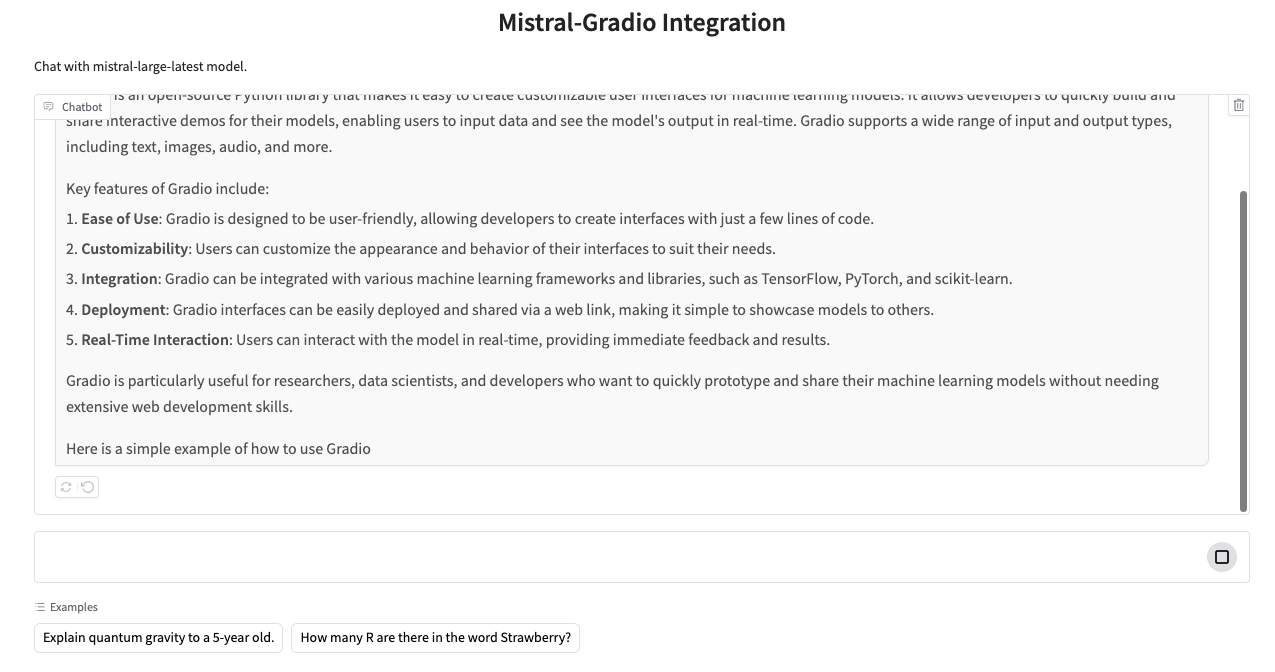 Mistral-Gradio Integration
Chat with mistral-large-latest model.
Chatbot
is an open-source Python library that makes it easy to create customizable user interfaces for machine learning models. It allows developers to quickly build and
share interactive demos for their models, enabling users to input data and see the model's output in real-time. Gradio supports a wide range of input and output types,
including text, images, audio, and more.
Key features of Gradio include:
1. Ease of Use: Gradio is designed to be user-friendly, allowing developers to create interfaces with just a few lines of code.
2. Customizability: Users can customize the appearance and behavior of their interfaces to suit their needs.
3. Integration: Gradio can be integrated with various machine learning frameworks and libraries, such as TensorFlow, PyTorch, and scikit-learn.
4. Deployment: Gradio interfaces can be easily deployed and shared via a web link, making it simple to showcase models to others.
5. Real-Time Interaction: Users can interact with the model in real-time, providing immediate feedback and results.
Gradio is particularly useful for researchers, data scientists, and developers who want to quickly prototype and share their machine learning models without needing
extensive web development skills.
Here is a simple example of how to use Gradio
Examples
Explain quantum gravity to a 5-year old.
How many R are there in the word Strawberry?